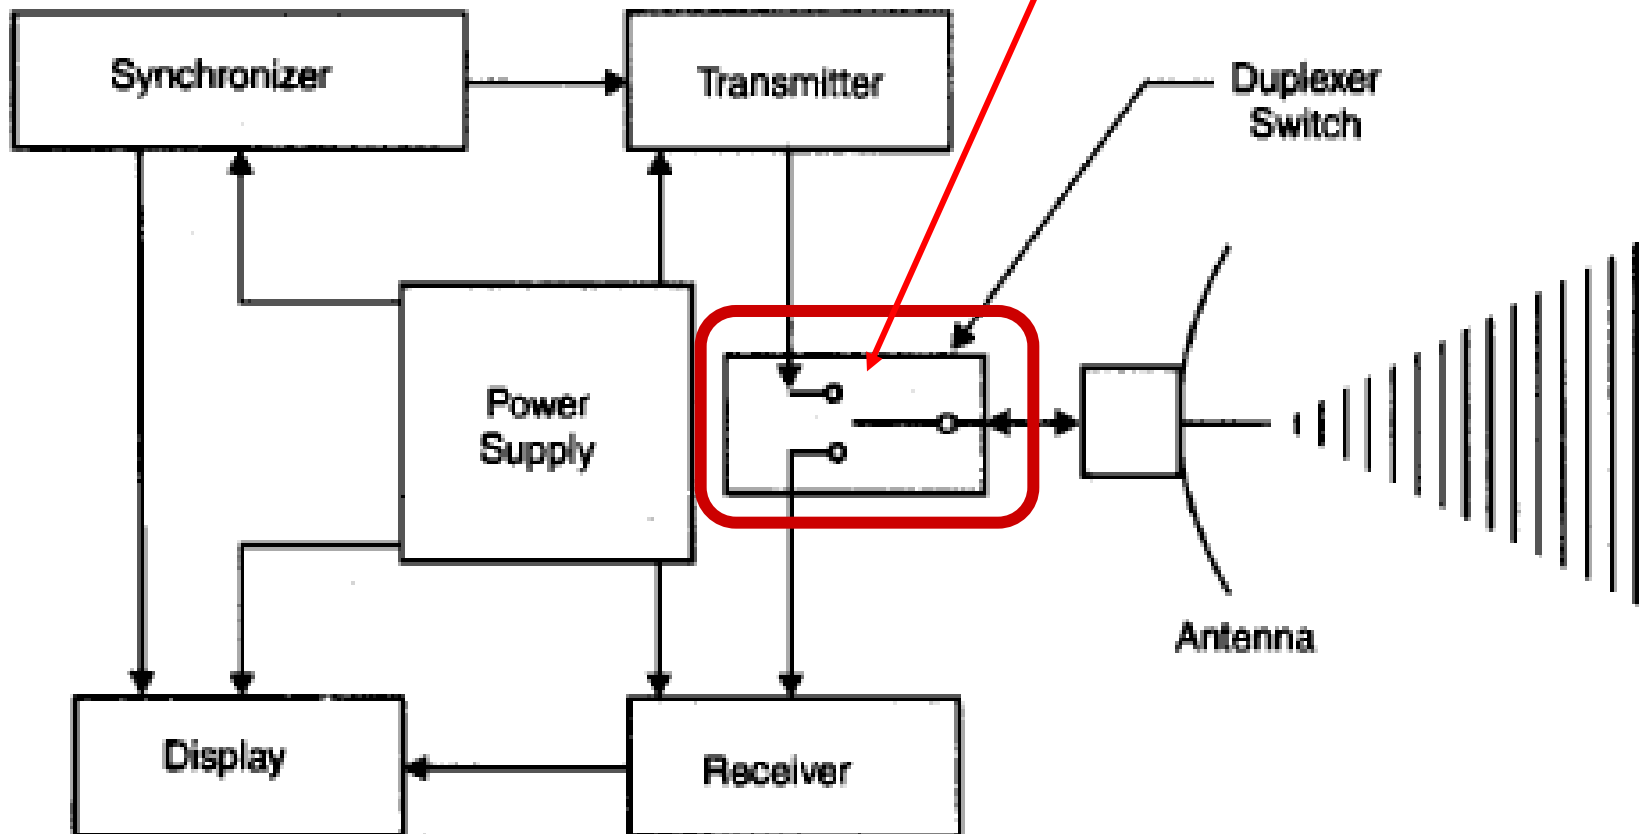 Synchronizer
Transmitter
Duplexer
Switch
Power
Supply
Antenna
Display
Receiver